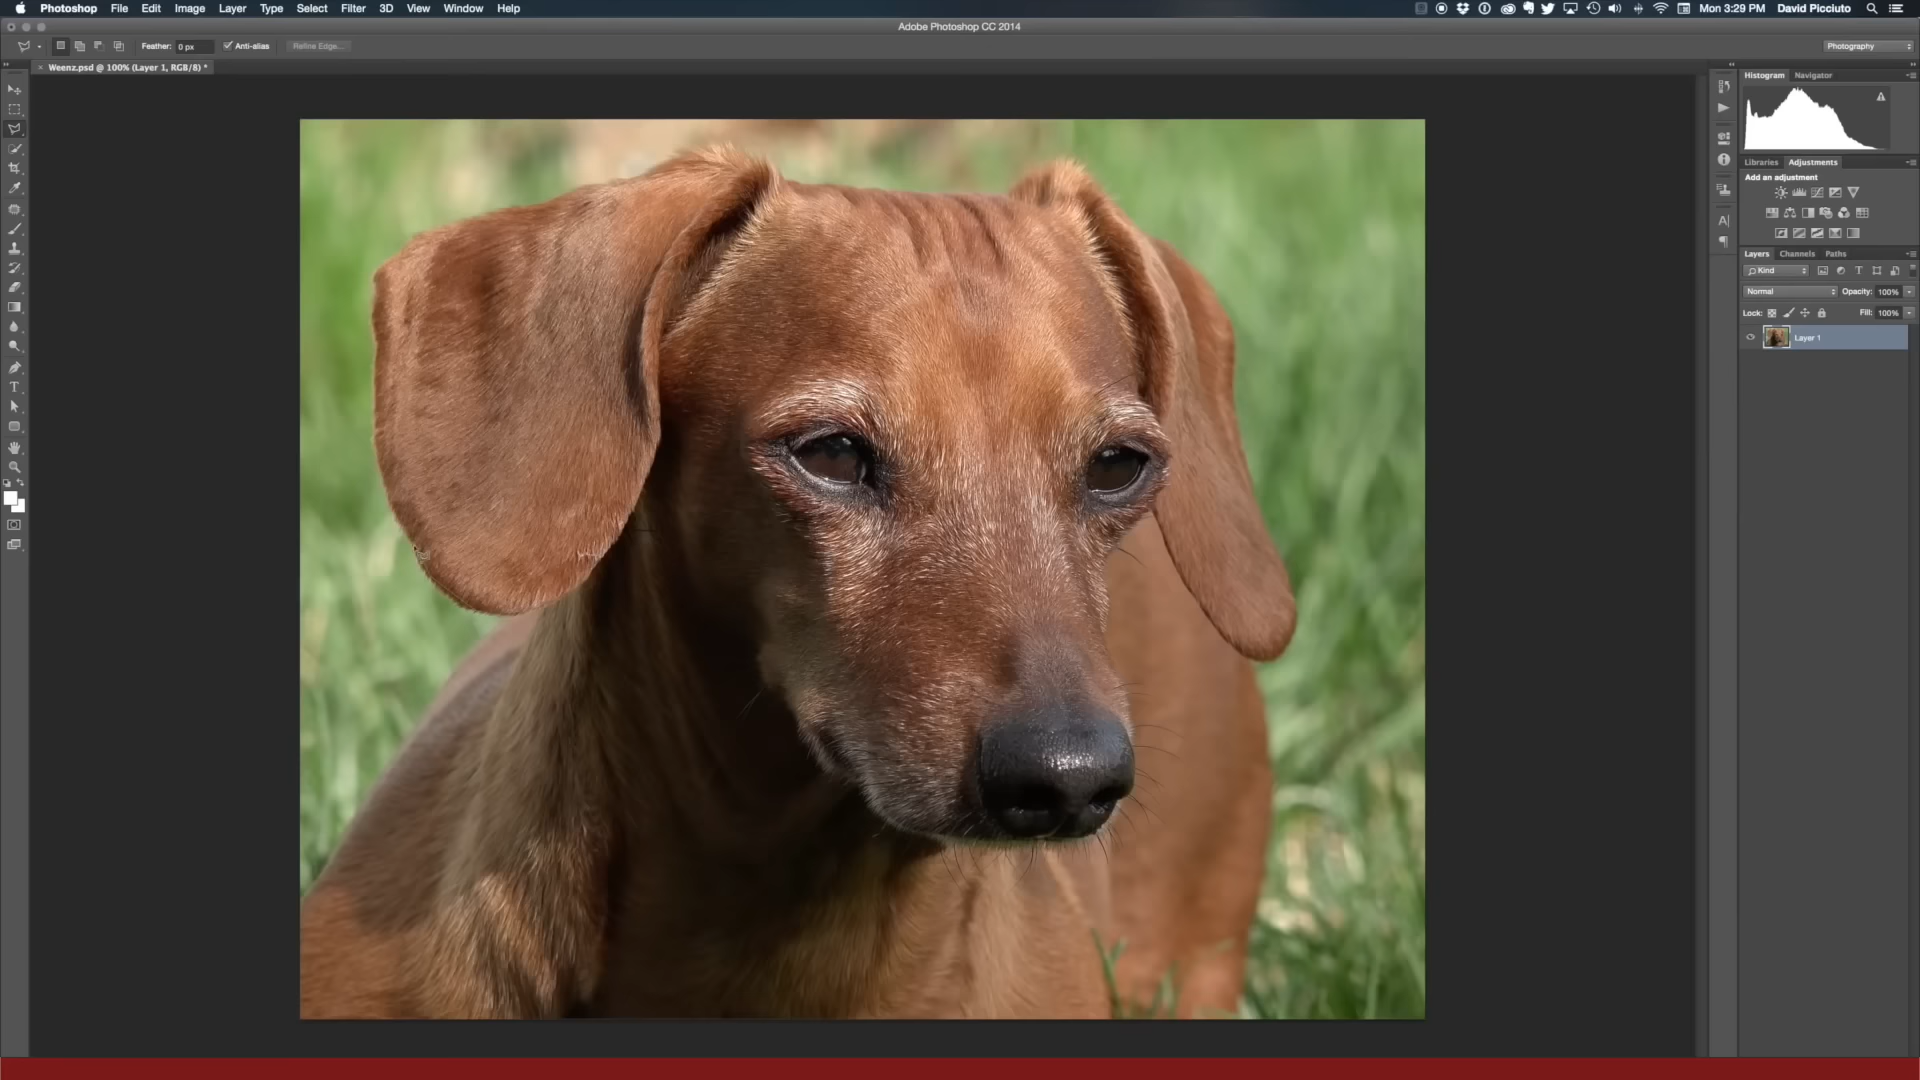 Photoshop File Edit Image Layer Type Select Filter 3D View Window Help Mon 3:29 PM David Picciuto
Adobe Photoshop CC 2014
Feather: 0 px Anti-alias Refine Edge... Photography
Weenz.psd @ 100% (Layer 1, RGB/8) *
Histogram Navigator
Libraries Adjustments
Add an adjustment
Layers Channels Paths
Kind
Normal Opacity: 100%
Lock: Fill: 100%
Layer 1